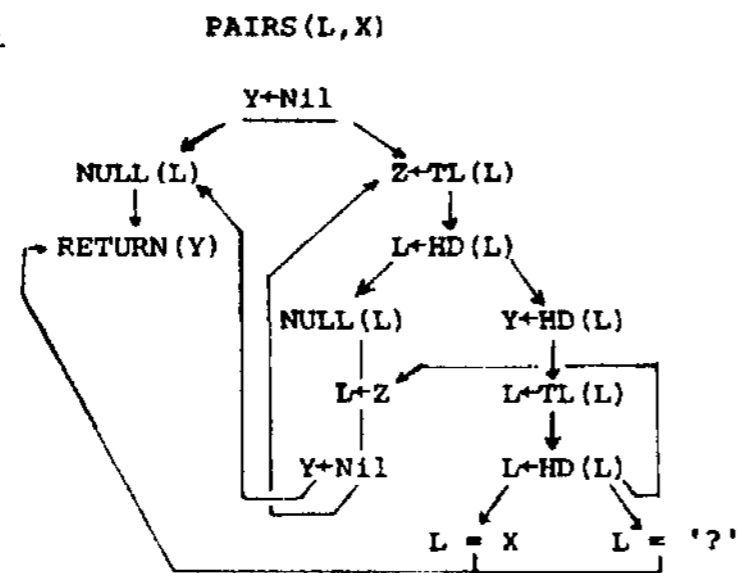 PAIRS(L,X)
Y←Nil
NULL(L) Z←TL(L)
RETURN(Y) L←HD(L)
NULL(L) Y←HD(L)
L←Z L←TL(L)
Y←Nil L←HD(L)
L = X L = '?'